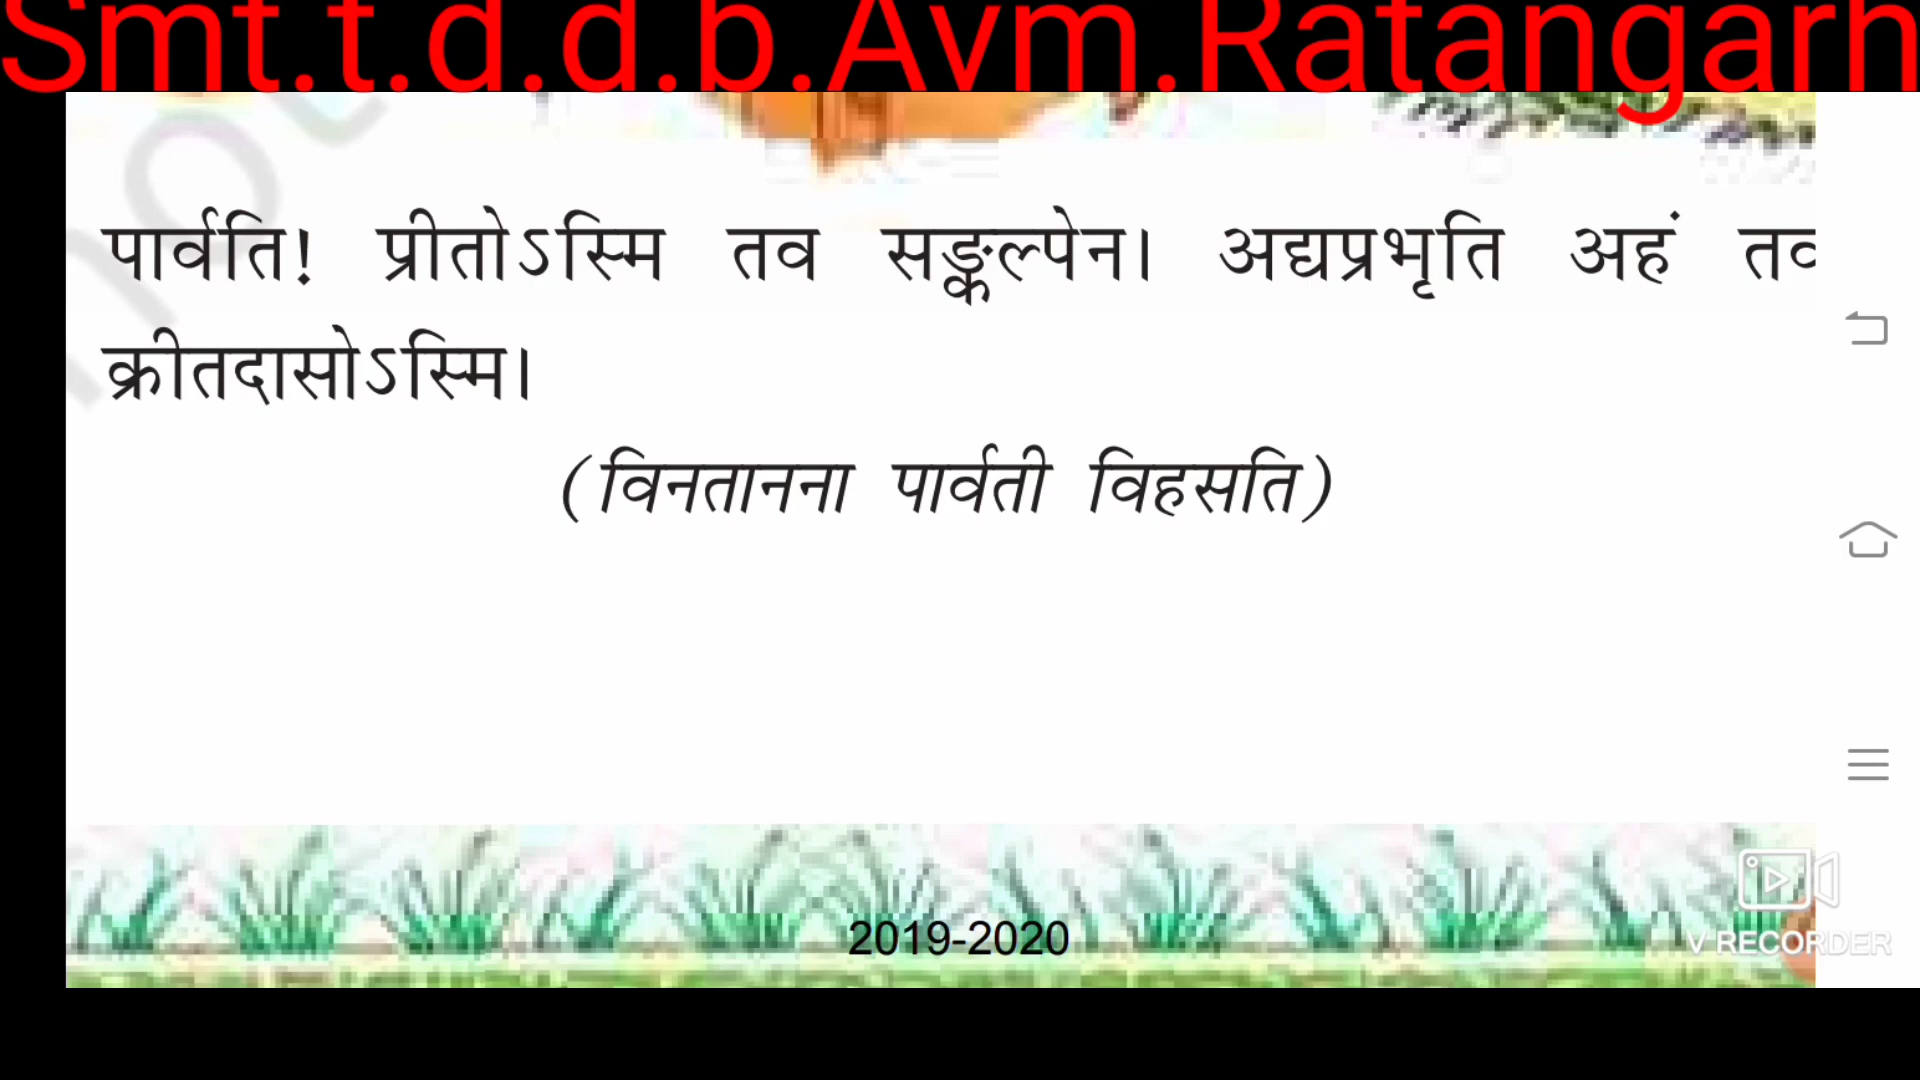 Smt.t.d.d.b.Avm.Ratangarh
पार्वति! प्रीतोऽस्मि तव सङ्कल्पेन। अद्यप्रभृति अहं तव
क्रीतदासोऽस्मि।
(विनतानना पार्वती विहसति)
2019-2020
V RECORDER